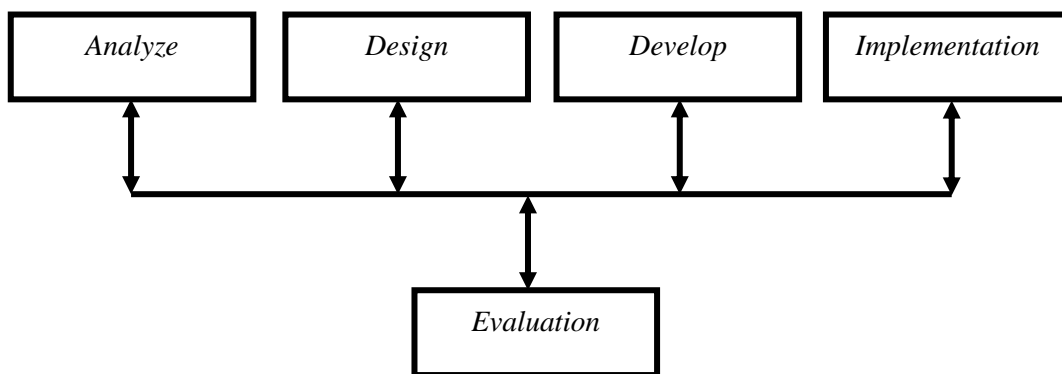 Analyze
Design
Develop
Implementation
Evaluation